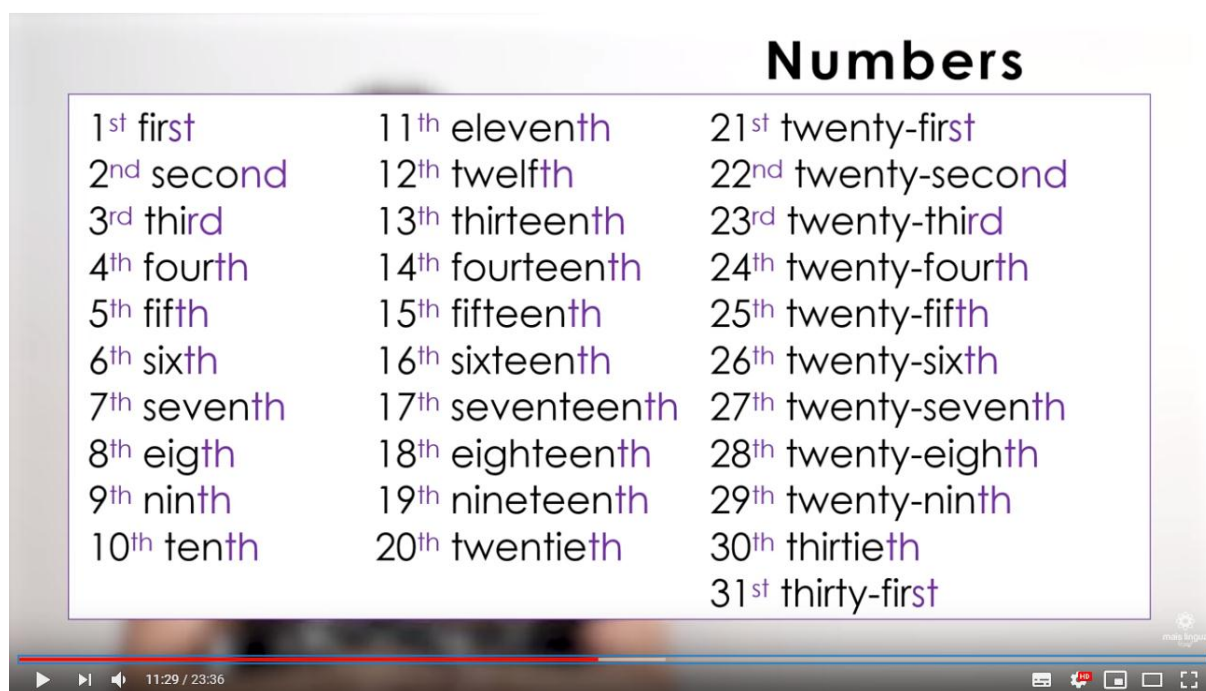 Numbers
1st first
2nd second
3rd third
4th fourth
5th fifth
6th sixth
7th seventh
8th eigth
9th ninth
10th tenth
11th eleventh
12th twelfth
13th thirteenth
14th fourteenth
15th fifteenth
16th sixteenth
17th seventeenth
18th eighteenth
19th nineteenth
20th twentieth
21st twenty-first
22nd twenty-second
23rd twenty-third
24th twenty-fourth
25th twenty-fifth
26th twenty-sixth
27th twenty-seventh
28th twenty-eighth
29th twenty-ninth
30th thirtieth
31st thirty-first
mais lingua
11:29 / 23:36
HD